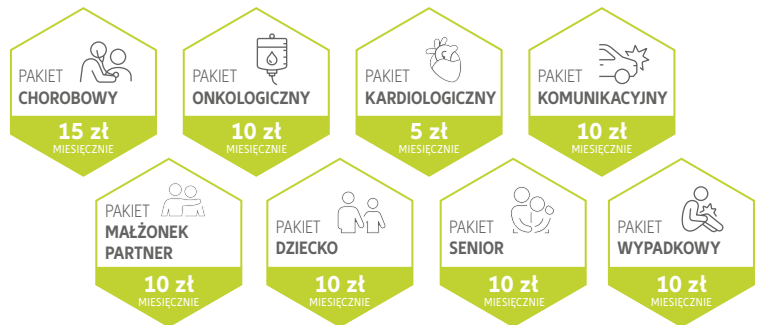 PAKIET
CHOROBOWY
15 zł
MIESIĘCZNIE
PAKIET
ONKOLOGICZNY
10 zł
MIESIĘCZNIE
PAKIET
KARDIOLOGICZNY
5 zł
MIESIĘCZNIE
PAKIET
KOMUNIKACYJNY
10 zł
MIESIĘCZNIE
PAKIET
MAŁŻONEK
PARTNER
10 zł
MIESIĘCZNIE
PAKIET
DZIECKO
10 zł
MIESIĘCZNIE
PAKIET
SENIOR
10 zł
MIESIĘCZNIE
PAKIET
WYPADKOWY
10 zł
MIESIĘCZNIE